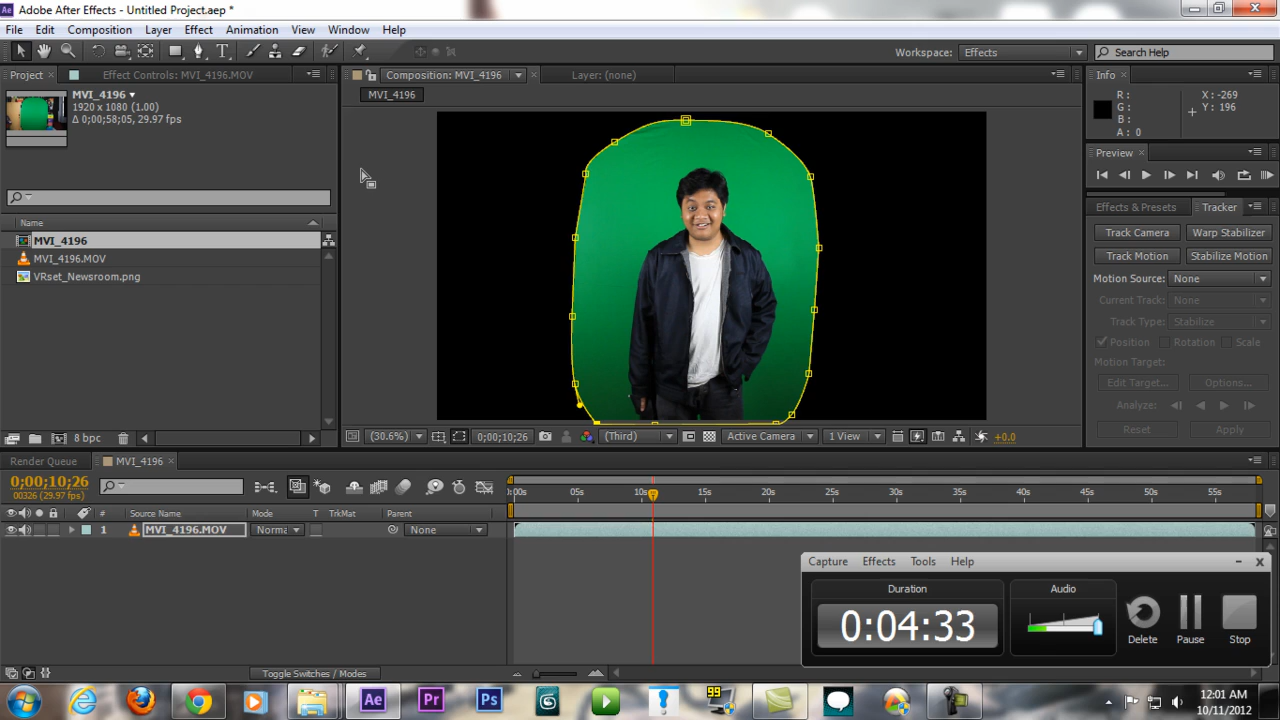 Ae Adobe After Effects - Untitled Project.aep *
File Edit Composition Layer Effect Animation View Window Help
Workspace: Effects Search Help
Project Effect Controls: MVI_4196.MOV
Composition: MVI_4196 Layer: (none)
Info
MVI_4196
1920 x 1080 (1.00)
Δ 0;00;58;05, 29.97 fps
MVI_4196
R :
G :
B :
A : 0
X : -269
Y : 196
Preview
Effects & Presets Tracker
Track Camera Warp Stabilizer
Track Motion Stabilize Motion
Motion Source: None
Current Track: None
Track Type: Stabilize
Position Rotation Scale
Motion Target:
Edit Target... Options...
Analyze:
Reset Apply
Name
MVI_4196
MVI_4196.MOV
VRset_Newsroom.png
8 bpc
(30.6%) 0;00;10;26 (Third) Active Camera 1 View +0.0
Render Queue MVI_4196
0;00;10;26
00326 (29.97 fps)
:00s 05s 10s 15s 20s 25s 30s 35s 40s 45s 50s 55s
# Source Name Mode T TrkMat Parent
1 MVI_4196.MOV Norma None
Toggle Switches / Modes
Capture Effects Tools Help
Duration Audio
0:04:33
Delete Pause Stop
Ae Pr Ps 99
12:01 AM
10/11/2012